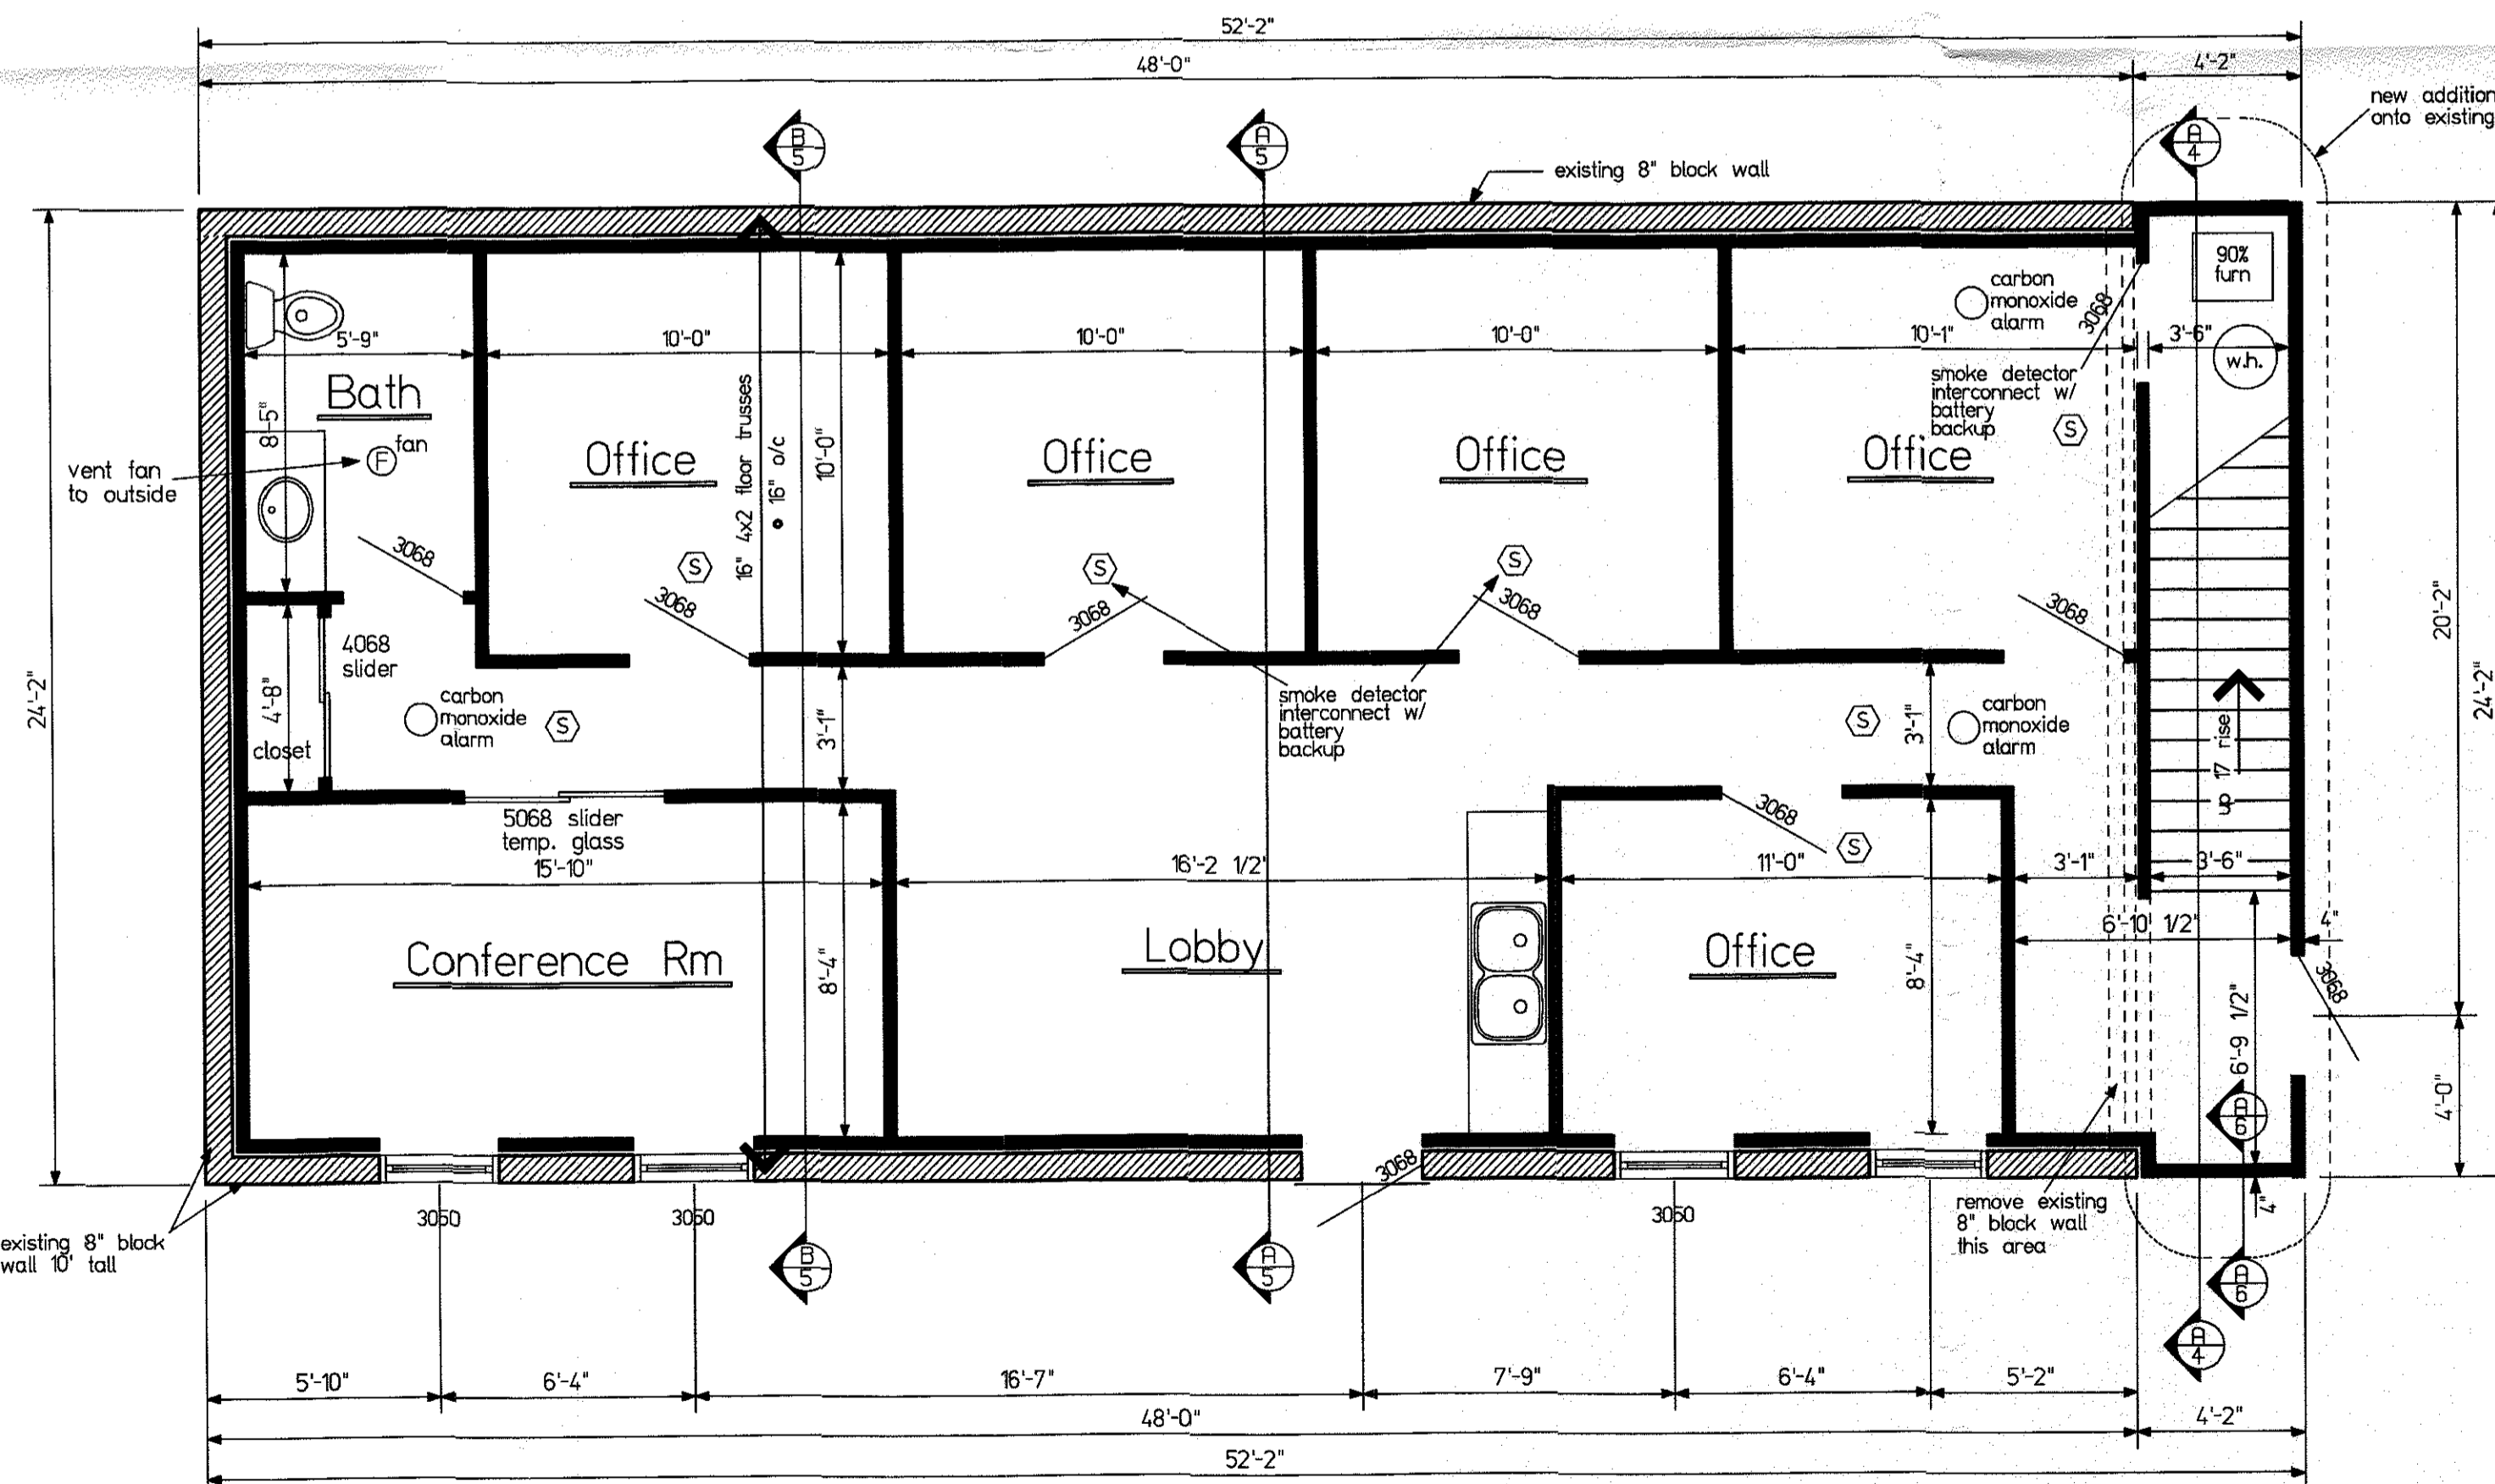 52'-2"
48'-0"
4'-2"
new addition
onto existing
B
5
A
5
A
4
existing 8" block wall
90%
furn
carbon
monoxide
alarm
3068
5'-9"
10'-0"
10'-0"
10'-0"
10'-1"
3'-6"
w.h.
Bath
8'-5"
fan
F
vent fan
to outside
Office
16" 4x2 floor trusses
@ 16" o/c
10'-0"
Office
Office
Office
smoke detector
interconnect w/
battery
backup
S
3068
S
3068
S
3068
S
3068
3068
24'-2"
20'-2"
24'-2"
4068
slider
4'-8"
closet
carbon
monoxide
alarm
S
3'-1"
smoke detector
interconnect w/
battery
backup
S
3'-1"
carbon
monoxide
alarm
up 17 rise
5068 slider
temp. glass
15'-10"
16'-2 1/2"
3068
S
11'-0"
3'-1"
3'-6"
6'-10 1/2"
4"
Conference Rm
8'-4"
Lobby
Office
8'-4"
3068
6'-9 1/2"
4'-0"
A
6
3068
existing 8" block
wall 10' tall
3050
3050
3050
remove existing
8" block wall
this area
4"
B
5
A
5
A
6
A
4
5'-10"
6'-4"
16'-7"
7'-9"
6'-4"
5'-2"
48'-0"
4'-2"
52'-2"